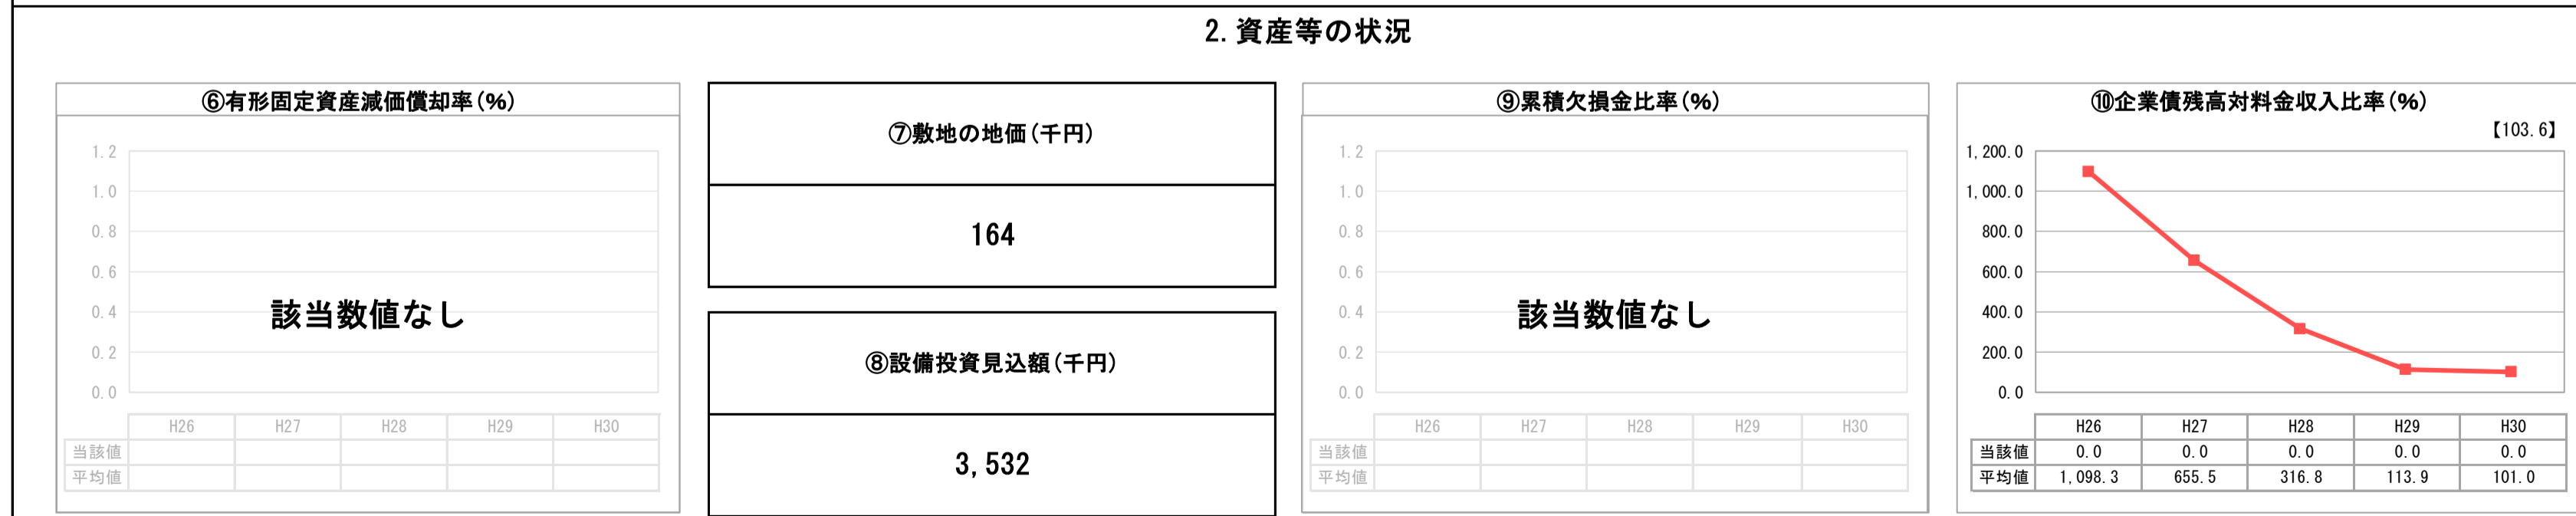 2.資産等の状況
⑥有形固定資産減価償却率(%)
1.2
1.0
0.8
0.6
0.4
0.2
0.0
該当数値なし
H26 H27 H28 H29 H30
当該値
平均値
⑦敷地の地価(千円)
164
⑧設備投資見込額(千円)
3,532
⑨累積欠損金比率(%)
1.2
1.0
0.8
0.6
0.4
0.2
0.0
該当数値なし
H26 H27 H28 H29 H30
当該値
平均値
⑩企業債残高対料金収入比率(%)
【103.6】
1,200.0
1,000.0
800.0
600.0
400.0
200.0
0.0
H26 H27 H28 H29 H30
当該値 0.0 0.0 0.0 0.0 0.0
平均値 1,098.3 655.5 316.8 113.9 101.0